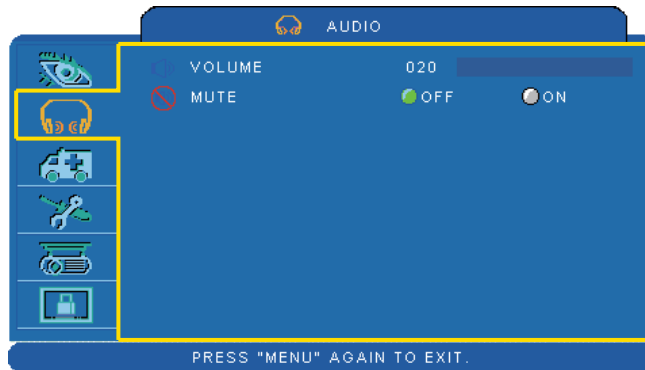 AUDIO
VOLUME 020
MUTE OFF ON
PRESS "MENU" AGAIN TO EXIT.